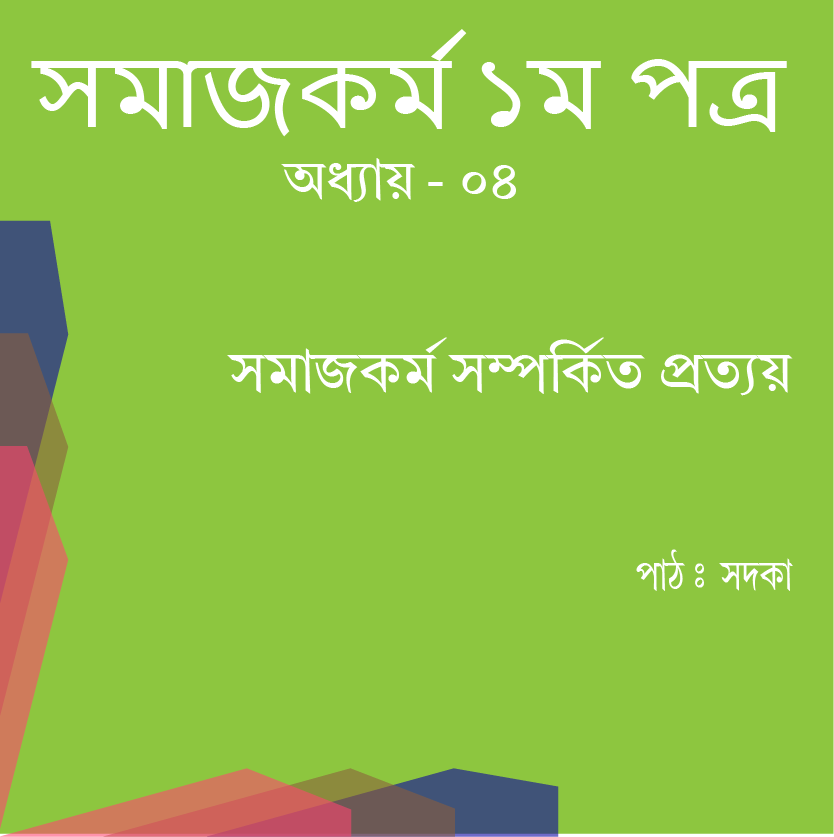 সমাজকর্ম ১ম পত্র
অধ্যায় - ০৪
সমাজকর্ম সম্পর্কিত প্রত্যয়
পাঠ ঃ সদকা